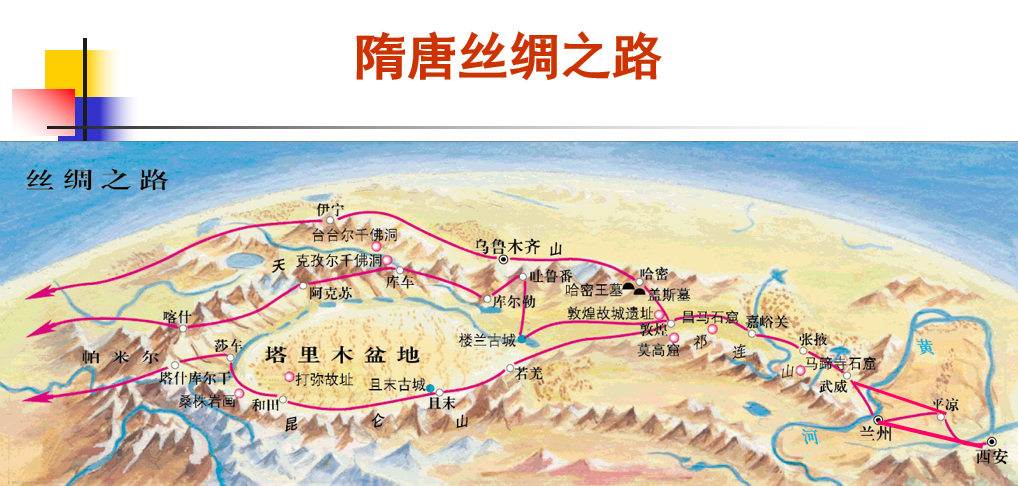 隋唐丝绸之路
丝绸之路
伊宁
台台尔千佛洞
乌鲁木齐
山
天
克孜尔千佛洞
库车
吐鲁番
哈密
阿克苏
哈密王墓
盖斯墓
库尔勒
喀什
敦煌故城遗址
敦煌
昌马石窟
嘉峪关
莎车
楼兰古城
莫高窟
祁
连
张掖
黄
帕米尔
塔里木盆地
塔什库尔干
打弥故址
且末古城
若羌
山
马蹄寺石窟
武威
桑株岩画
和田
且末
平凉
昆
仑
山
河
兰州
西安